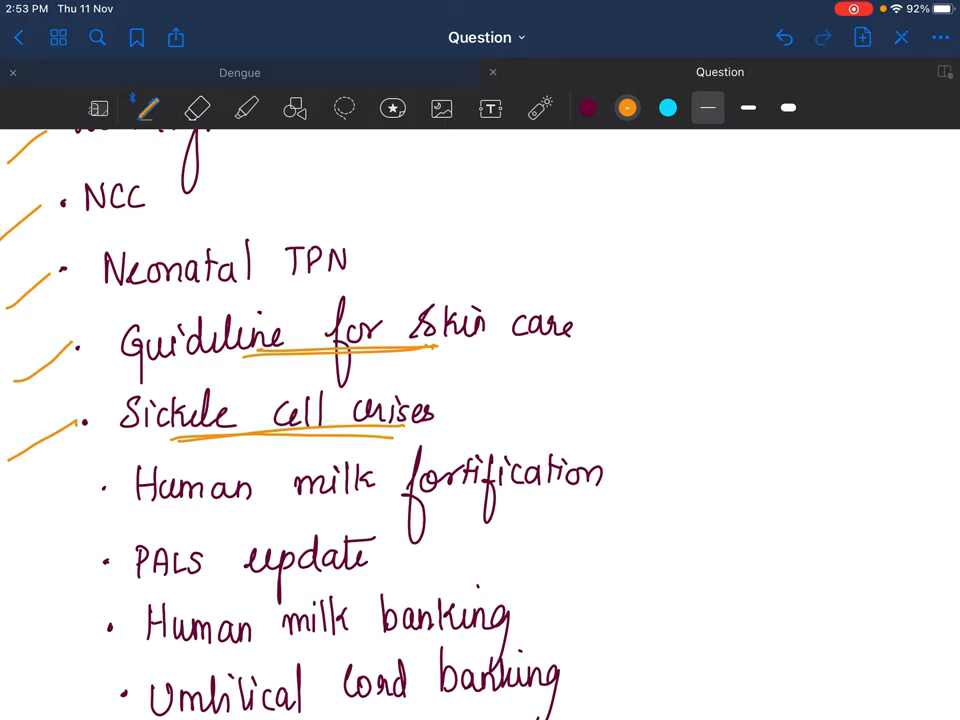 2:53 PM Thu 11 Nov
92%
Question
Dengue
Question
T
• NCC
• Neonatal TPN
• Guideline for skin care
• Sickele cell crises
• Human milk fortification
• PALS update
• Human milk banking
• Umbilical cord banking